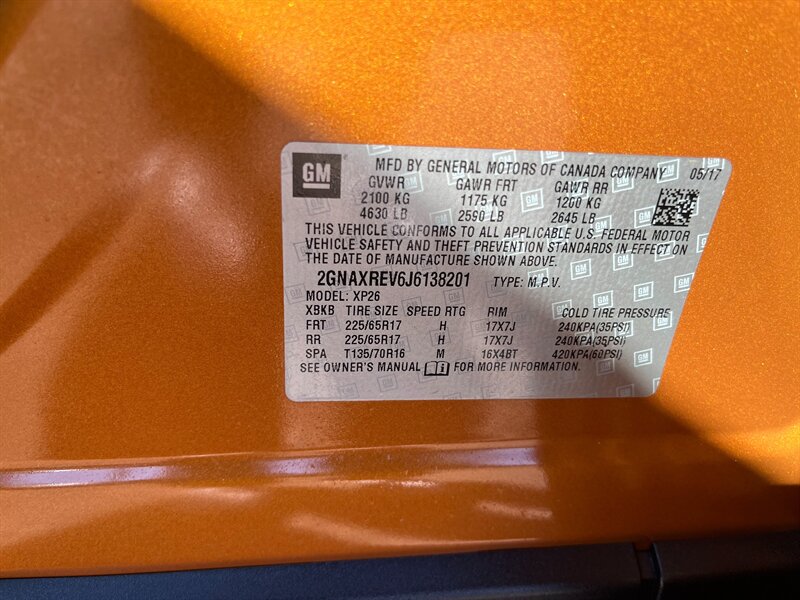 GM MFD BY GENERAL MOTORS OF CANADA COMPANY 05/17
GVWR GAWR FRT GAWR RR
2100 KG 1175 KG 1200 KG
4630 LB 2590 LB 2645 LB
THIS VEHICLE CONFORMS TO ALL APPLICABLE U.S. FEDERAL MOTOR
VEHICLE SAFETY AND THEFT PREVENTION STANDARDS IN EFFECT ON
THE DATE OF MANUFACTURE SHOWN ABOVE.
2GNAXREV6J6138201 TYPE: M.P.V.
MODEL: XP26
XBKB TIRE SIZE SPEED RTG RIM COLD TIRE PRESSURE
FRT 225/65R17 H 17X7J 240KPA(35PSI)
RR 225/65R17 H 17X7J 240KPA(35PSI)
SPA T135/70R16 M 16X4BT 420KPA(60PSI)
SEE OWNER'S MANUAL FOR MORE INFORMATION.